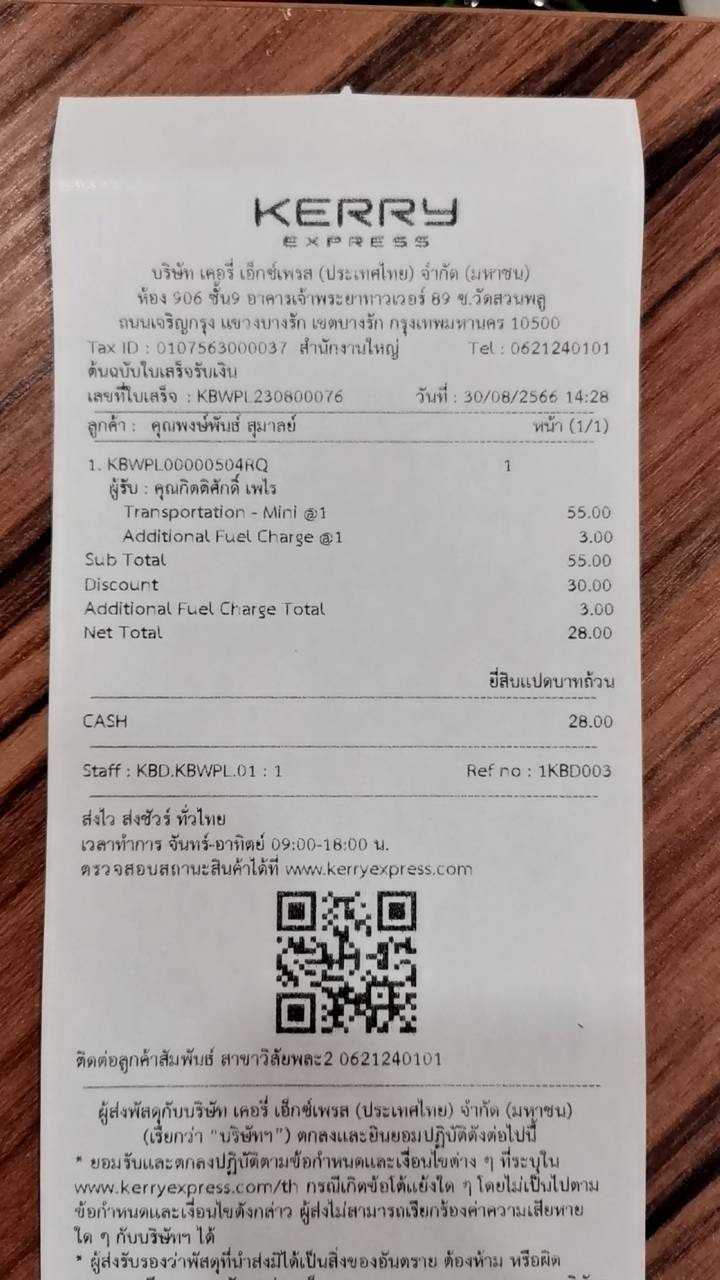 KERRY
EXPRESS
บริษัท เคอรี่ เอ็กซ์เพรส (ประเทศไทย) จำกัด (มหาชน)
ห้อง 906 ชั้น9 อาคารเจ้าพระยาทาวเวอร์ 89 ซ.วัดสวนพลู
ถนนเจริญกรุง แขวงบางรัก เขตบางรัก กรุงเทพมหานคร 10500
Tax ID : 0107563000037 สำนักงานใหญ่ Tel : 0621240101
ต้นฉบับใบเสร็จรับเงิน
เลขที่ใบเสร็จ : KBWPL230800076 วันที่ : 30/08/2566 14:28
ลูกค้า : คุณพงษ์พันธ์ สุมาลย์ หน้า (1/1)
1. KBWPL00000504RQ 1
ผู้รับ : คุณกิตติศักดิ์ เพไร
Transportation - Mini @1 55.00
Additional Fuel Charge @1 3.00
Sub Total 55.00
Discount 30.00
Additional Fuel Charge Total 3.00
Net Total 28.00
ยี่สิบแปดบาทถ้วน
CASH 28.00
Staff : KBD.KBWPL.01 : 1 Ref no : 1KBD003
ส่งไว ส่งชัวร์ ทั่วไทย
เวลาทำการ จันทร์-อาทิตย์ 09:00-18:00 น.
ตรวจสอบสถานะสินค้าได้ที่ www.kerryexpress.com
ติดต่อลูกค้าสัมพันธ์ สาขาวิลัยพละ2 0621240101
ผู้ส่งพัสดุกับบริษัท เคอรี่ เอ็กซ์เพรส (ประเทศไทย) จำกัด (มหาชน)
(เรียกว่า "บริษัทฯ") ตกลงและยินยอมปฏิบัติดังต่อไปนี้
* ยอมรับและตกลงปฏิบัติตามข้อกำหนดและเงื่อนไขต่าง ๆ ที่ระบุใน
www.kerryexpress.com/th กรณีเกิดข้อโต้แย้งใด ๆ โดยไม่เป็นไปตาม
ข้อกำหนดและเงื่อนไขดังกล่าว ผู้ส่งไม่สามารถเรียกร้องค่าความเสียหาย
ใด ๆ กับบริษัทฯ ได้
* ผู้ส่งรับรองว่าพัสดุที่นำส่งมิได้เป็นสิ่งของอันตราย ต้องห้าม หรือผิด